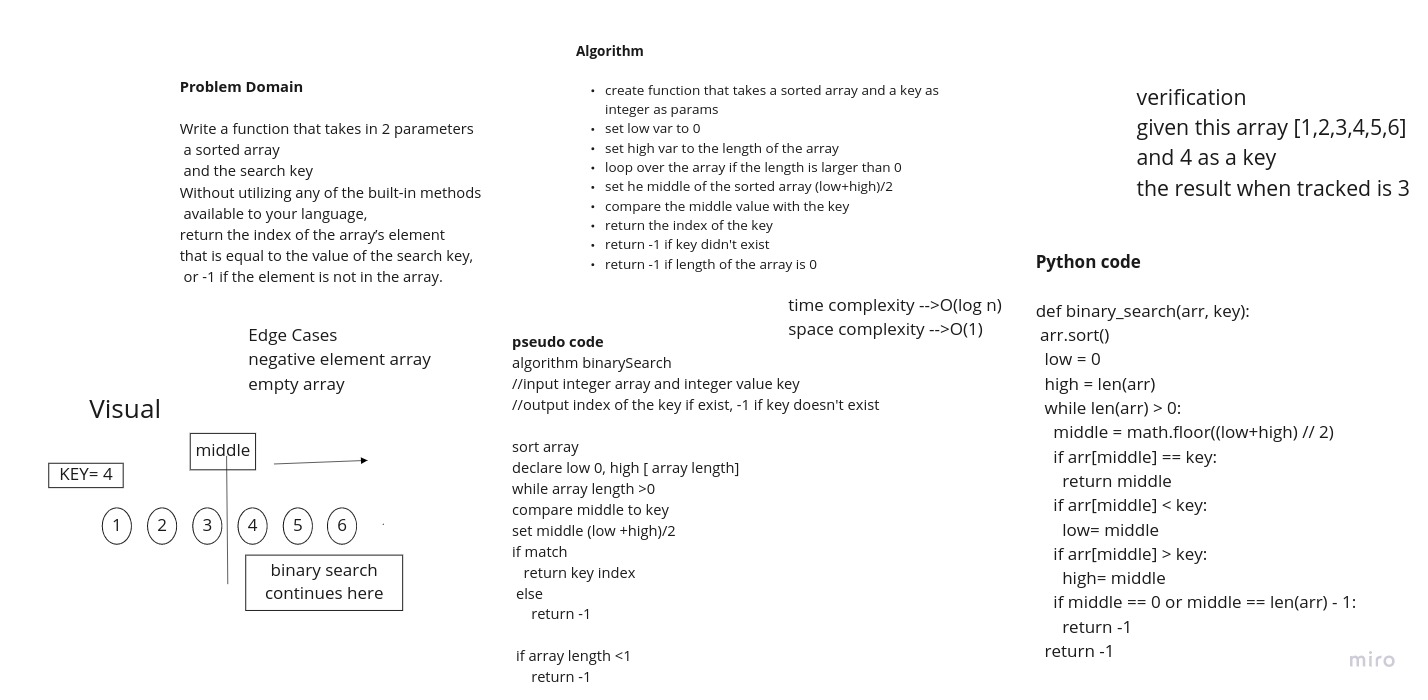 Problem Domain
Write a function that takes in 2 parameters
a sorted array
and the search key
Without utilizing any of the built-in methods
available to your language,
return the index of the array’s element
that is equal to the value of the search key,
or -1 if the element is not in the array.
Algorithm
• create function that takes a sorted array and a key as
integer as params
• set low var to 0
• set high var to the length of the array
• loop over the array if the length is larger than 0
• set he middle of the sorted array (low+high)/2
• compare the middle value with the key
• return the index of the key
• return -1 if key didn't exist
• return -1 if length of the array is 0
verification
given this array [1,2,3,4,5,6]
and 4 as a key
the result when tracked is 3
time complexity -->O(log n)
space complexity -->O(1)
Edge Cases
negative element array
empty array
Visual
middle
KEY= 4
1 2 3 4 5 6
binary search
continues here
pseudo code
algorithm binarySearch
//input integer array and integer value key
//output index of the key if exist, -1 if key doesn't exist
sort array
declare low 0, high [ array length]
while array length >0
compare middle to key
set middle (low +high)/2
if match
return key index
else
return -1
if array length <1
return -1
Python code
def binary_search(arr, key):
arr.sort()
low = 0
high = len(arr)
while len(arr) > 0:
middle = math.floor((low+high) // 2)
if arr[middle] == key:
return middle
if arr[middle] < key:
low= middle
if arr[middle] > key:
high= middle
if middle == 0 or middle == len(arr) - 1:
return -1
return -1
miro